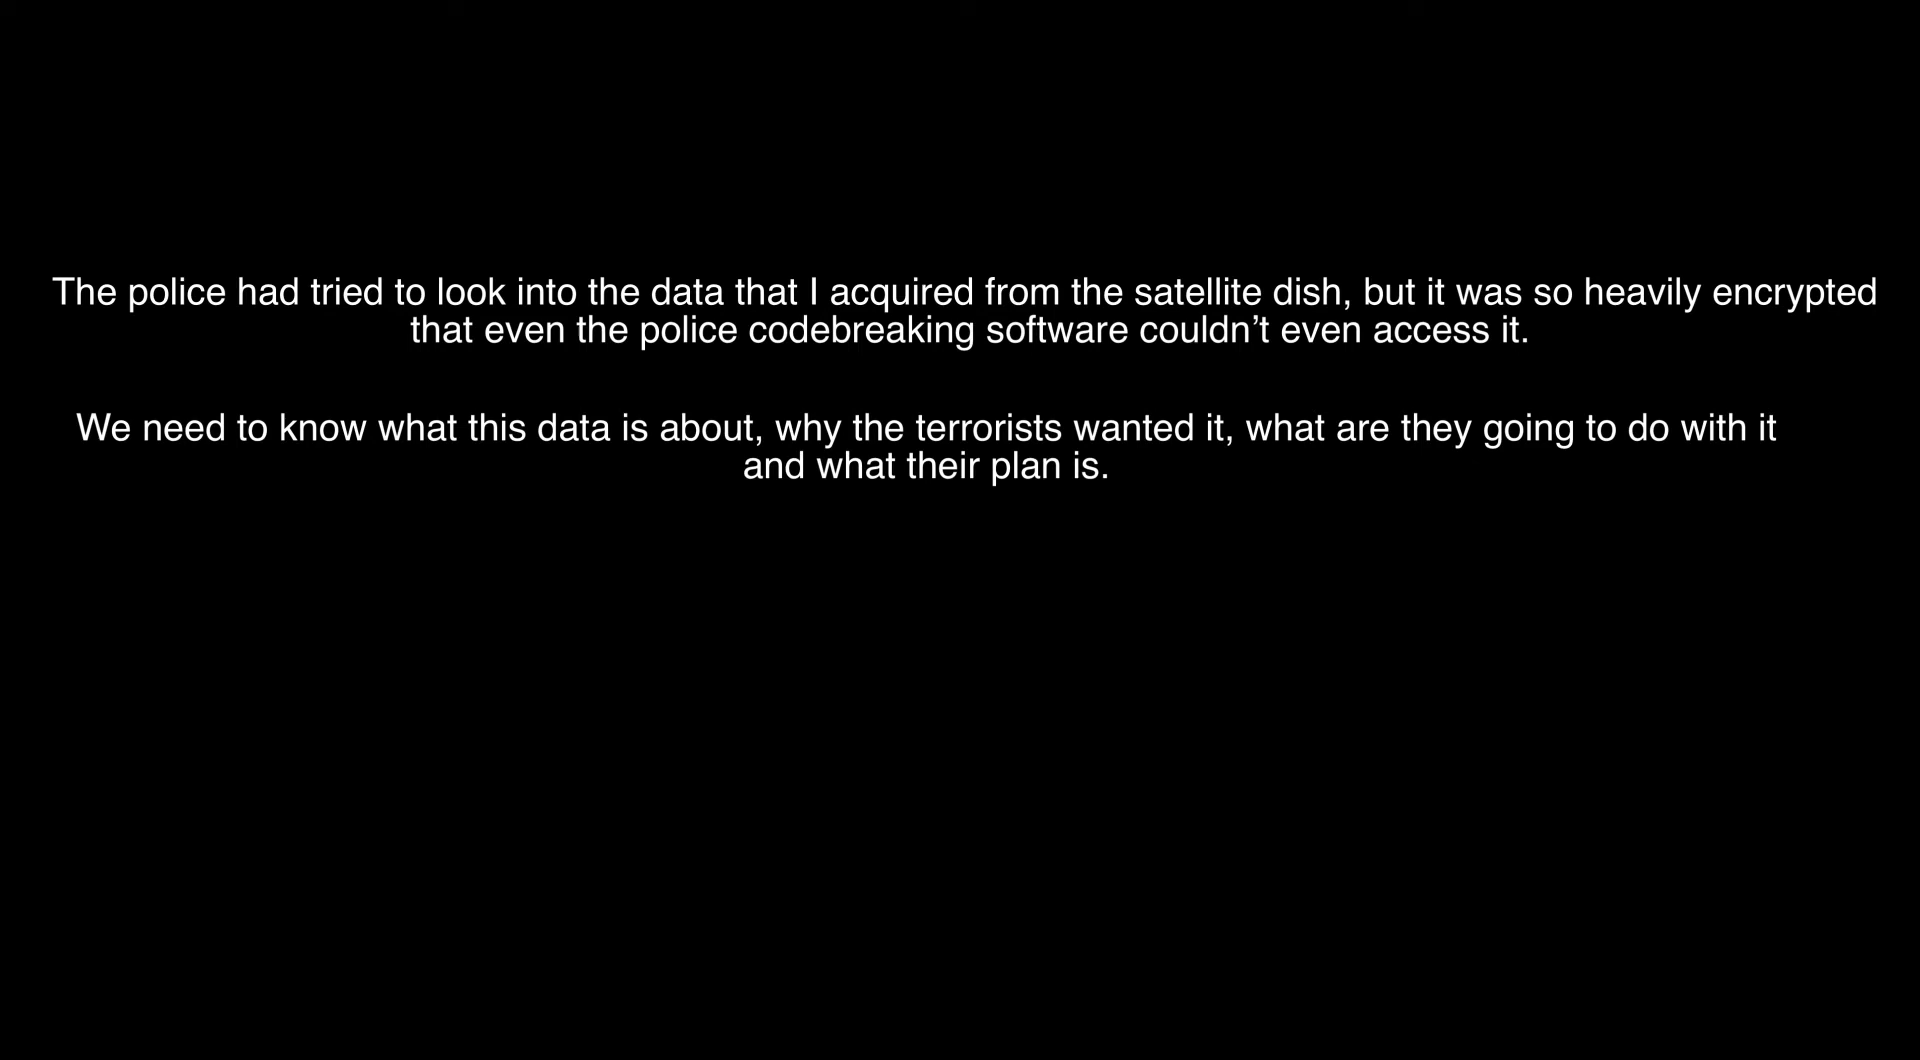 The police had tried to look into the data that I acquired from the satellite dish, but it was so heavily encrypted
that even the police codebreaking software couldn’t even access it.
We need to know what this data is about, why the terrorists wanted it, what are they going to do with it
and what their plan is.